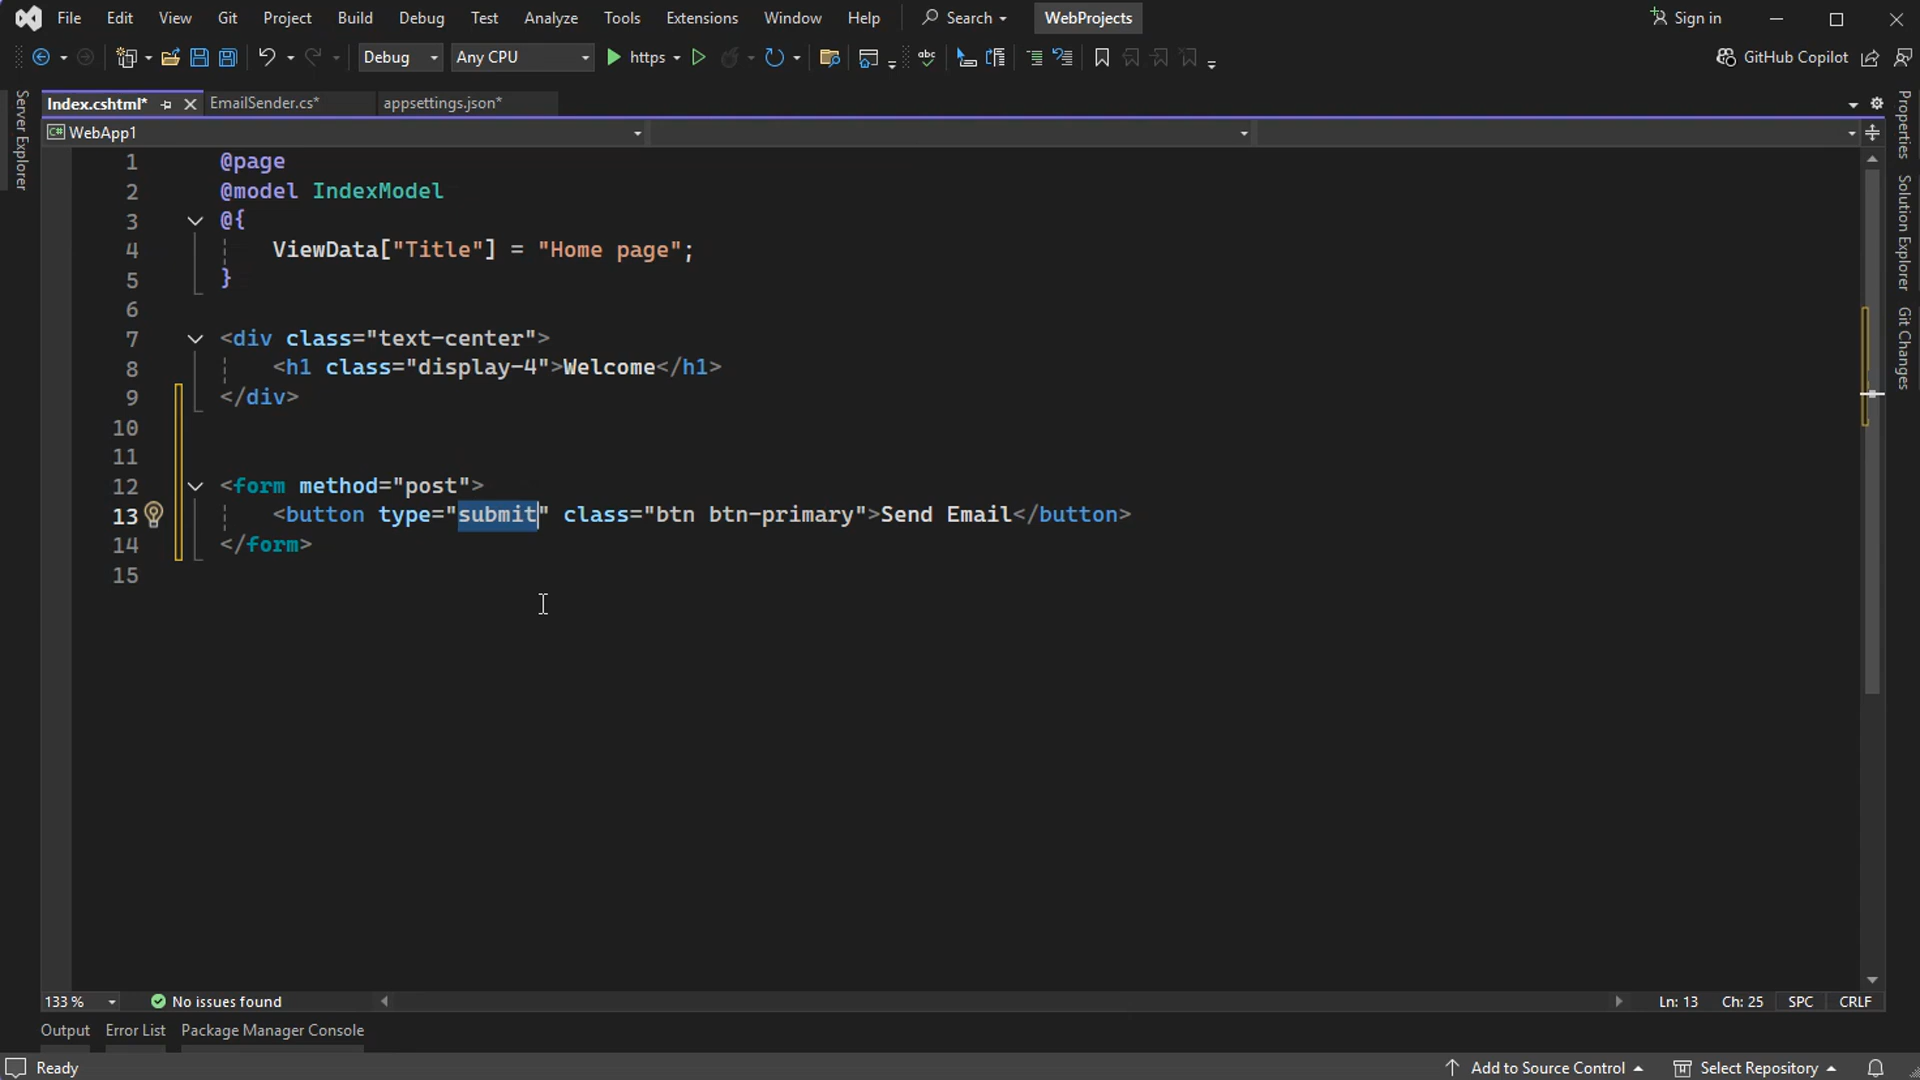 File Edit View Git Project Build Debug Test Analyze Tools Extensions Window Help Search WebProjects Sign in
Debug Any CPU https abc GitHub Copilot
Index.cshtml* EmailSender.cs* appsettings.json*
C# WebApp1
Server Explorer
Properties
Solution Explorer
Git Changes
1 @page
2 @model IndexModel
3 @{
4 ViewData["Title"] = "Home page";
5 }
6
7 <div class="text-center">
8 <h1 class="display-4">Welcome</h1>
9 </div>
10
11
12 <form method="post">
13 <button type="submit" class="btn btn-primary">Send Email</button>
14 </form>
15
133 % No issues found Ln: 13 Ch: 25 SPC CRLF
Output Error List Package Manager Console
Ready Add to Source Control Select Repository